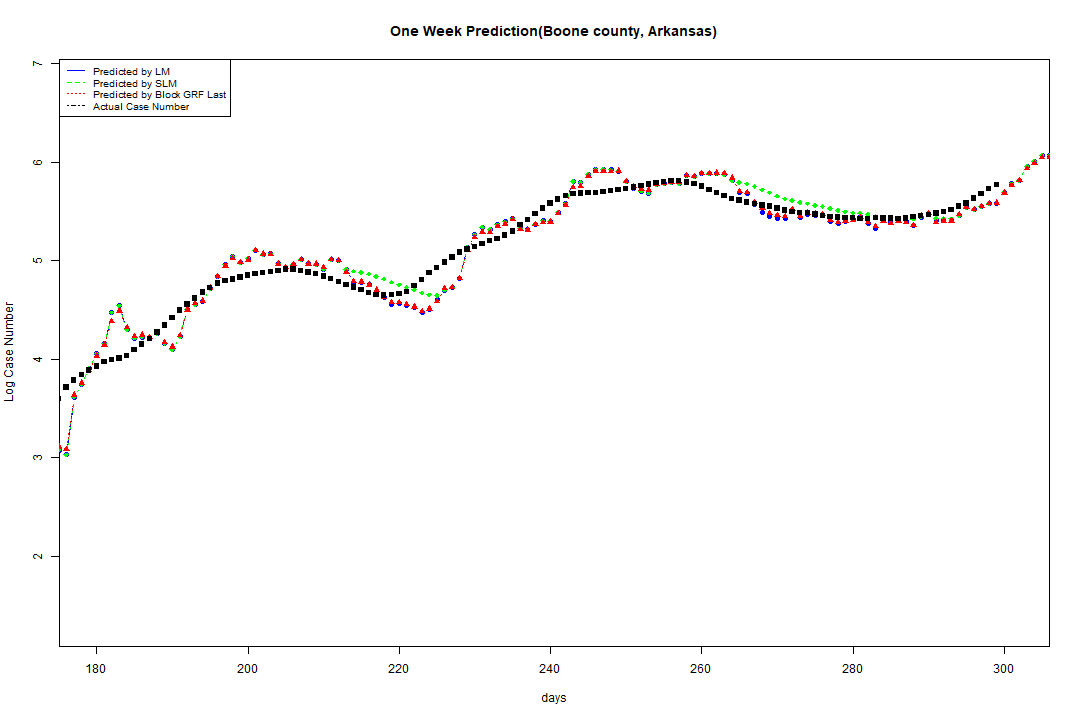 One Week Prediction(Boone county, Arkansas)
Predicted by LM
Predicted by SLM
Predicted by Block GRF Last
Actual Case Number
7
6
5
4
3
2
Log Case Number
180 200 220 240 260 280 300
days